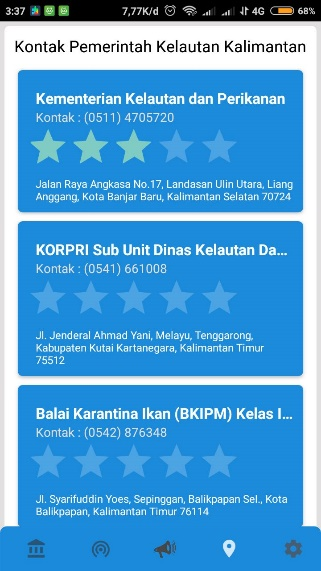 3:37 7,77K/d 4G 68%
Kontak Pemerintah Kelautan Kalimantan
Kementerian Kelautan dan Perikanan
Kontak : (0511) 4705720
Jalan Raya Angkasa No.17, Landasan Ulin Utara, Liang
Anggang, Kota Banjar Baru, Kalimantan Selatan 70724
KORPRI Sub Unit Dinas Kelautan Da...
Kontak : (0541) 661008
Jl. Jenderal Ahmad Yani, Melayu, Tenggarong,
Kabupaten Kutai Kartanegara, Kalimantan Timur
75512
Balai Karantina Ikan (BKIPM) Kelas I...
Kontak : (0542) 876348
Jl. Syarifuddin Yoes, Sepinggan, Balikpapan Sel., Kota
Balikpapan, Kalimantan Timur 76114